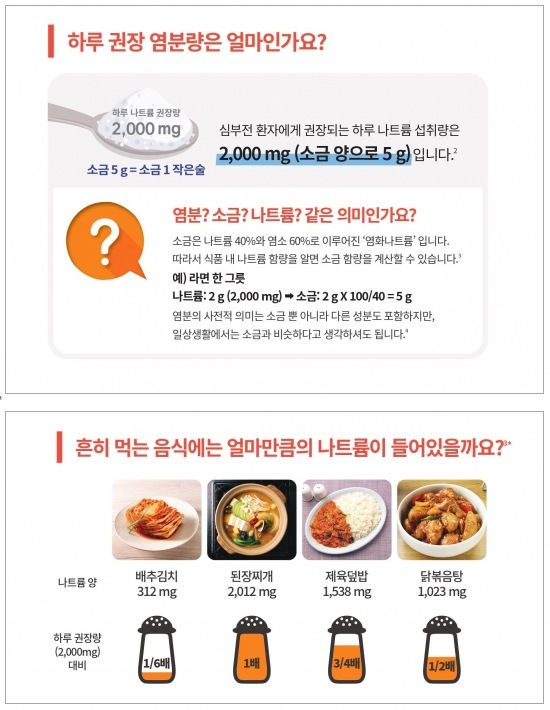 하루 권장 염분량은 얼마인가요?
하루 나트륨 권장량
2,000 mg
소금 5 g = 소금 1 작은술
심부전 환자에게 권장되는 하루 나트륨 섭취량은
2,000 mg (소금 양으로 5 g)입니다.²
?
염분? 소금? 나트륨? 같은 의미인가요?
소금은 나트륨 40%와 염소 60%로 이루어진 ‘염화나트륨’ 입니다.
따라서 식품 내 나트륨 함량을 알면 소금 함량을 계산할 수 있습니다.³
예) 라면 한 그릇
나트륨: 2 g (2,000 mg) ➡ 소금: 2 g X 100/40 = 5 g
염분의 사전적 의미는 소금 뿐 아니라 다른 성분도 포함하지만,
일상생활에서는 소금과 비슷하다고 생각하셔도 됩니다.⁴
흔히 먹는 음식에는 얼마만큼의 나트륨이 들어있을까요?³*
나트륨 양
배추김치
312 mg
된장찌개
2,012 mg
제육덮밥
1,538 mg
닭볶음탕
1,023 mg
하루 권장량
(2,000mg)
대비
1/6배
1배
3/4배
1/2배